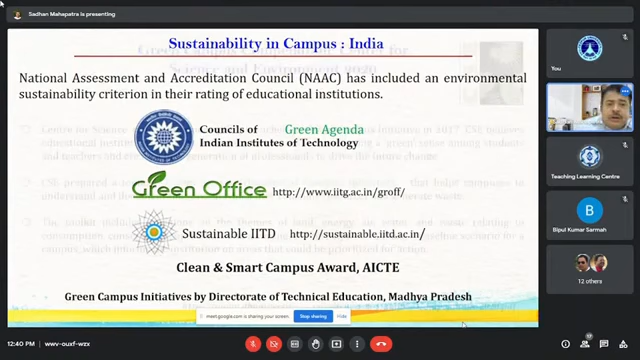 Sadhan Mahapatra is presenting
Sustainability in Campus : India
National Assessment and Accreditation Council (NAAC) has included an environmental
sustainability criterion in their rating of educational institutions.
Councils of Green Agenda
Indian Institutes of Technology
Green Office http://www.iitg.ac.in/groff/
Sustainable IITD http://sustainable.iitd.ac.in/
Clean & Smart Campus Award, AICTE
Green Campus Initiatives by Directorate of Technical Education, Madhya Pradesh
meet.google.com is sharing your screen. Stop sharing Hide
You
Teaching Learning Centre
B
Bipul Kumar Sarmah
12 others
12:40 PM | wwv-ouxf-wzx